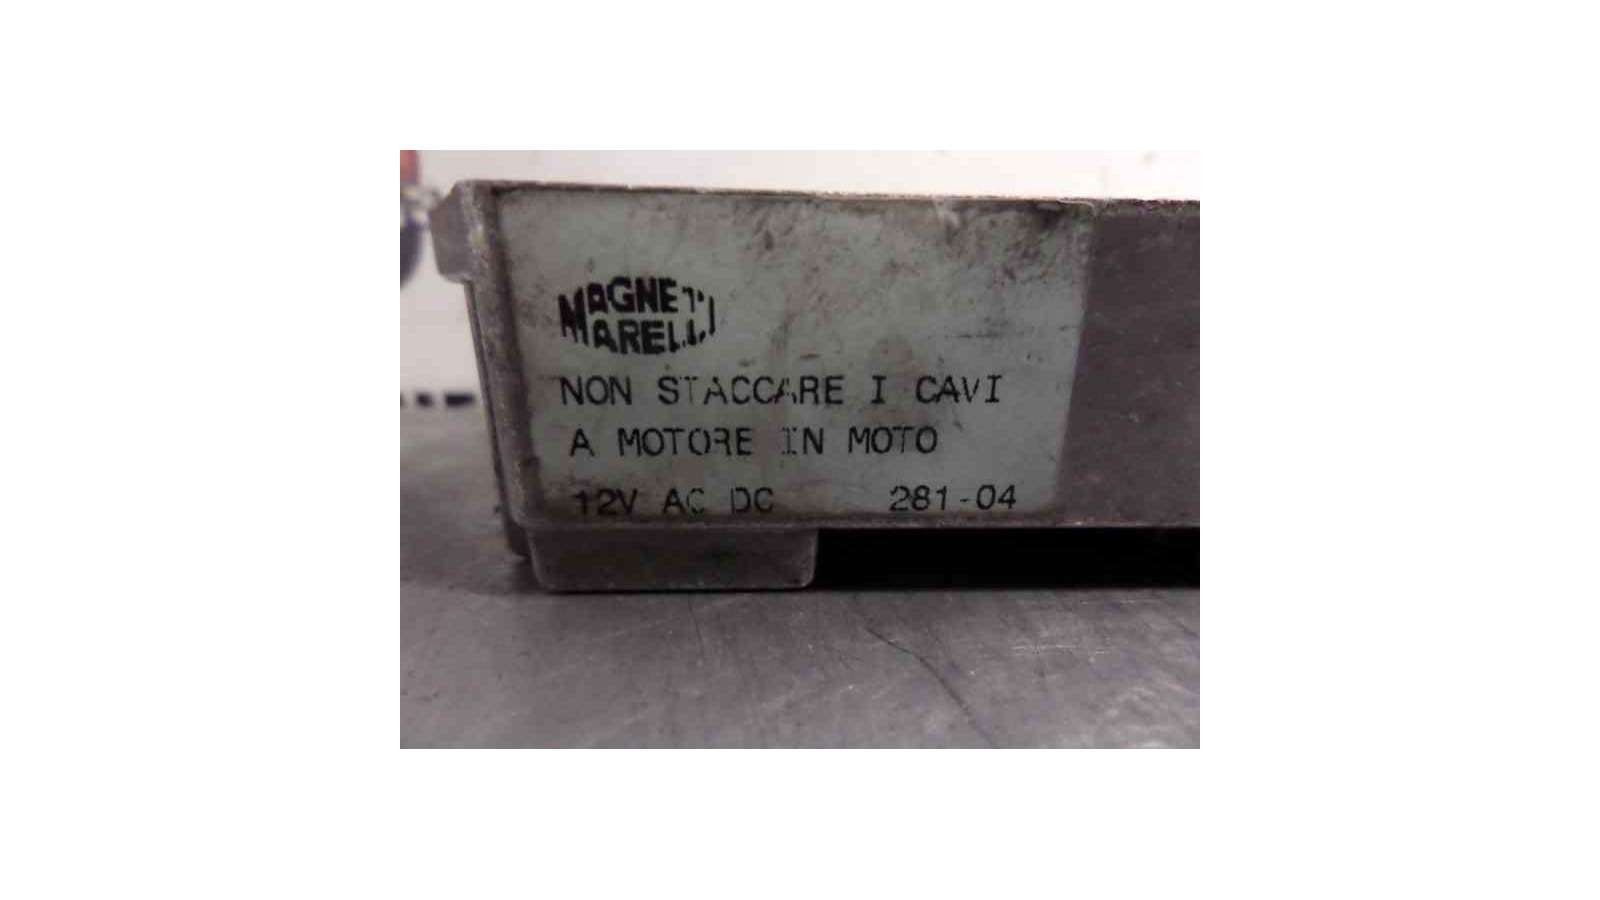 MAGNETI
MARELLI
NON STACCARE I CAVI
A MOTORE IN MOTO
12V AC DC 281-04